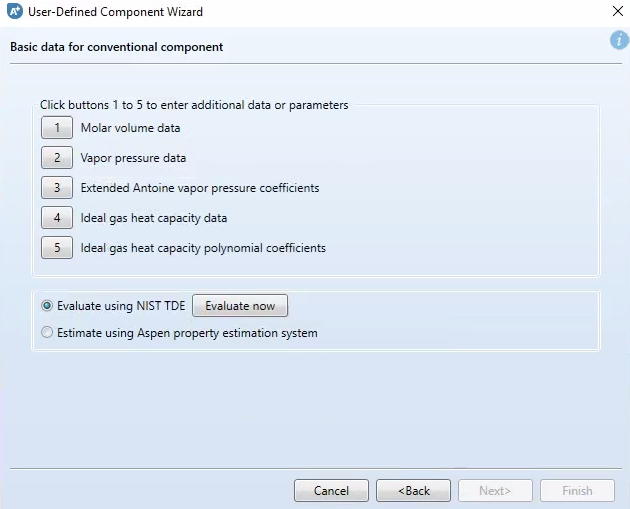 User-Defined Component Wizard
Basic data for conventional component
Click buttons 1 to 5 to enter additional data or parameters
1 Molar volume data
2 Vapor pressure data
3 Extended Antoine vapor pressure coefficients
4 Ideal gas heat capacity data
5 Ideal gas heat capacity polynomial coefficients
Evaluate using NIST TDE Evaluate now
Estimate using Aspen property estimation system
Cancel <Back Next> Finish